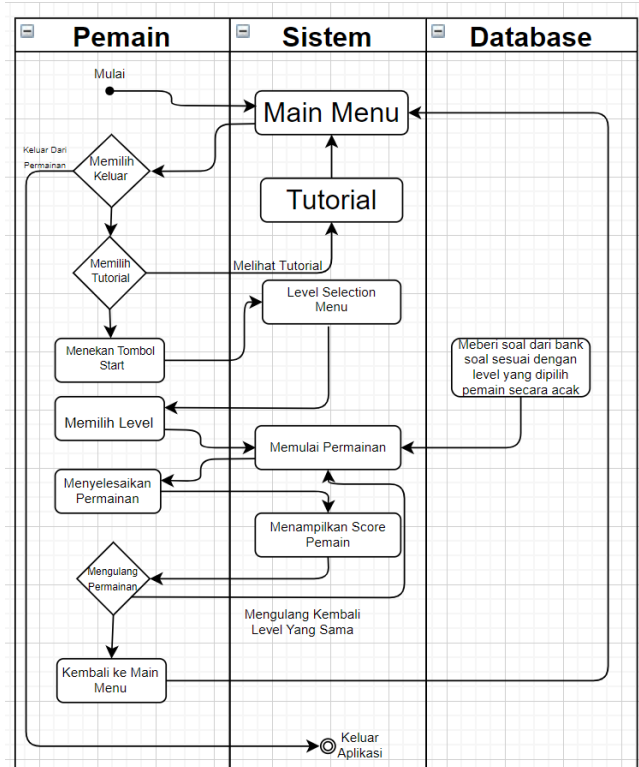 Pemain
Sistem
Database
Mulai
Main Menu
Keluar Dari
Permainan
Memilih
Keluar
Tutorial
Memilih
Tutorial
Melihat Tutorial
Level Selection
Menu
Menekan Tombol
Start
Meberi soal dari bank
soal sesuai dengan
level yang dipilih
pemain secara acak
Memilih Level
Memulai Permainan
Menyelesaikan
Permainan
Menampilkan Score
Pemain
Mengulang
Permainan
Mengulang Kembali
Level Yang Sama
Kembali ke Main
Menu
Keluar
Aplikasi